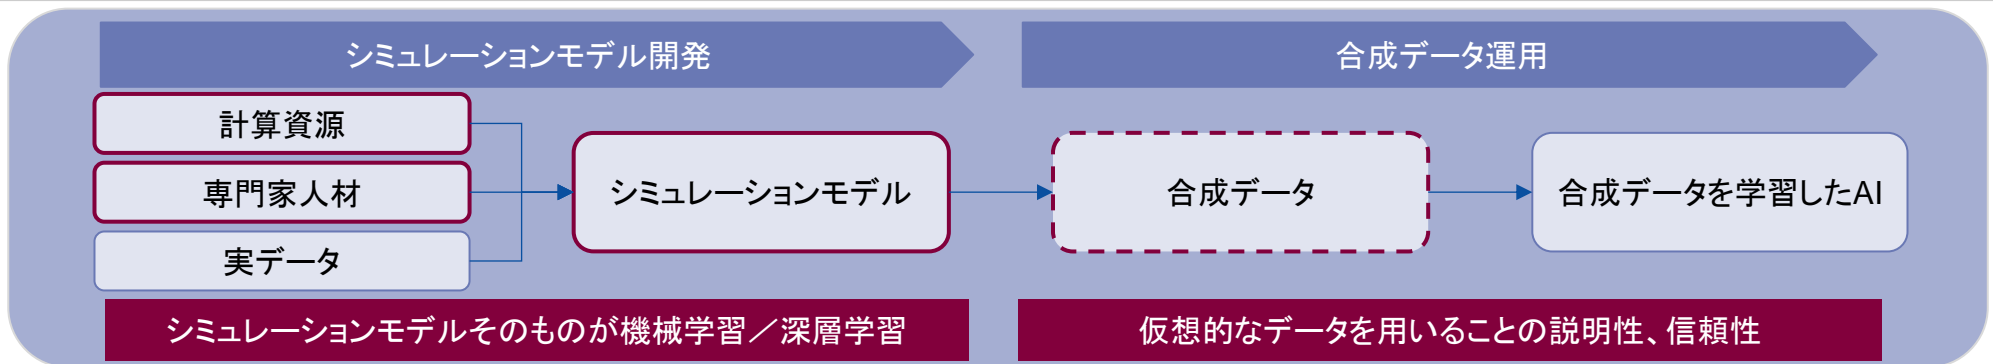 シミュレーションモデル開発
合成データ運用
計算資源
専門家人材
実データ
シミュレーションモデル
合成データ
合成データを学習したAI
シミュレーションモデルそのものが機械学習／深層学習
仮想的なデータを用いることの説明性、信頼性